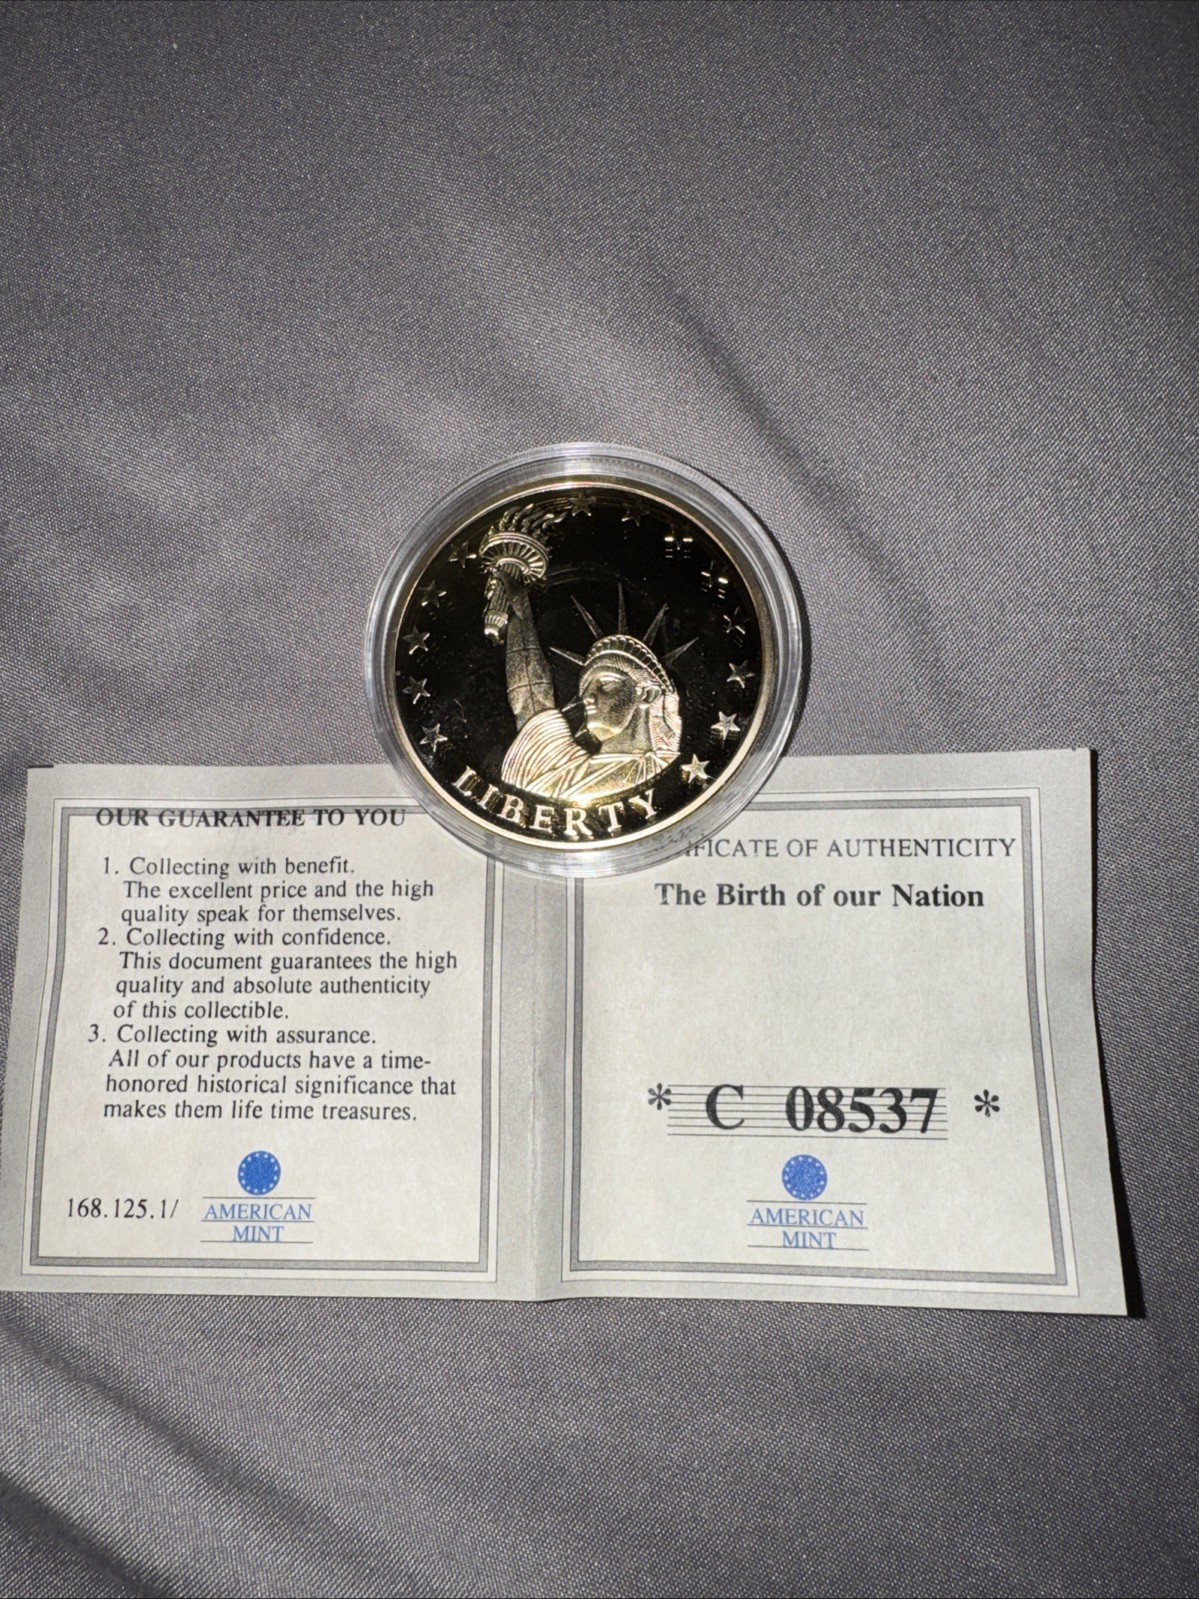 LIBERTY
OUR GUARANTEE TO YOU
1. Collecting with benefit.
The excellent price and the high
quality speak for themselves.
2. Collecting with confidence.
This document guarantees the high
quality and absolute authenticity
of this collectible.
3. Collecting with assurance.
All of our products have a time-
honored historical significance that
makes them life time treasures.
168.125.1/
AMERICAN
MINT
IFICATE OF AUTHENTICITY
The Birth of our Nation
* C 08537 *
AMERICAN
MINT